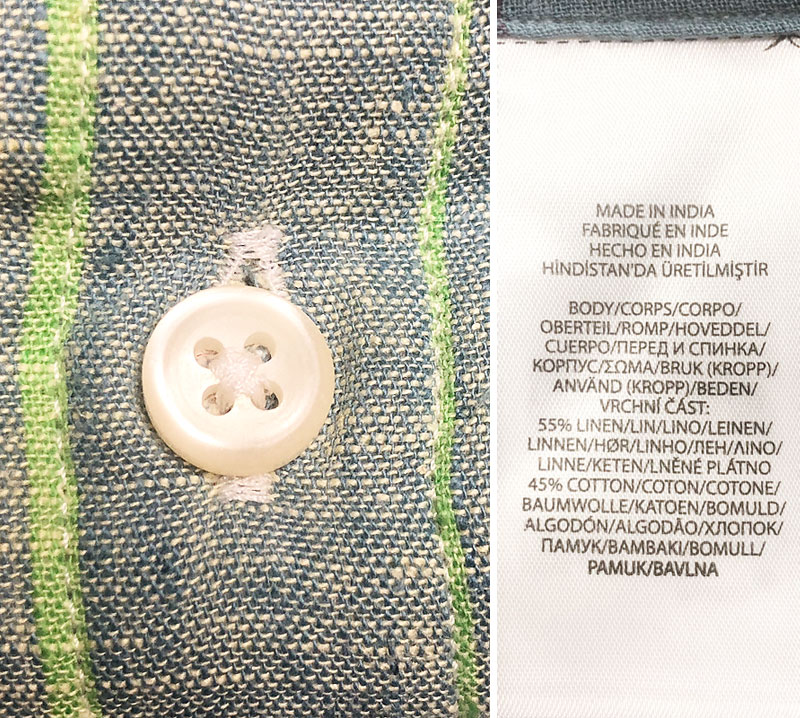 MADE IN INDIA
FABRIQUÉ EN INDE
HECHO EN INDIA
HİNDİSTAN'DA ÜRETİLMİŞTİR
BODY/CORPS/CORPO/
OBERTEIL/ROMP/HOVEDDEL/
CUERPO/ПЕРЕД И СПИНКА/
КОРПУС/ΣΩΜΑ/BRUK (KROPP)/
ANVÄND (KROPP)/BEDEN/
VRCHNÍ ČÁST:
55% LINEN/LIN/LINO/LEINEN/
LINNEN/HØR/LINHO/ЛЕН/ΛΙΝΟ/
LINNE/KETEN/LNĚNÉ PLÁTNO
45% COTTON/COTON/COTONE/
BAUMWOLLE/KATOEN/BOMULD/
ALGODÓN/ALGODÃO/ХЛОПОК/
ПАМУК/ΒΑΜΒΑΚΙ/BOMULL/
PAMUK/BAVLNA